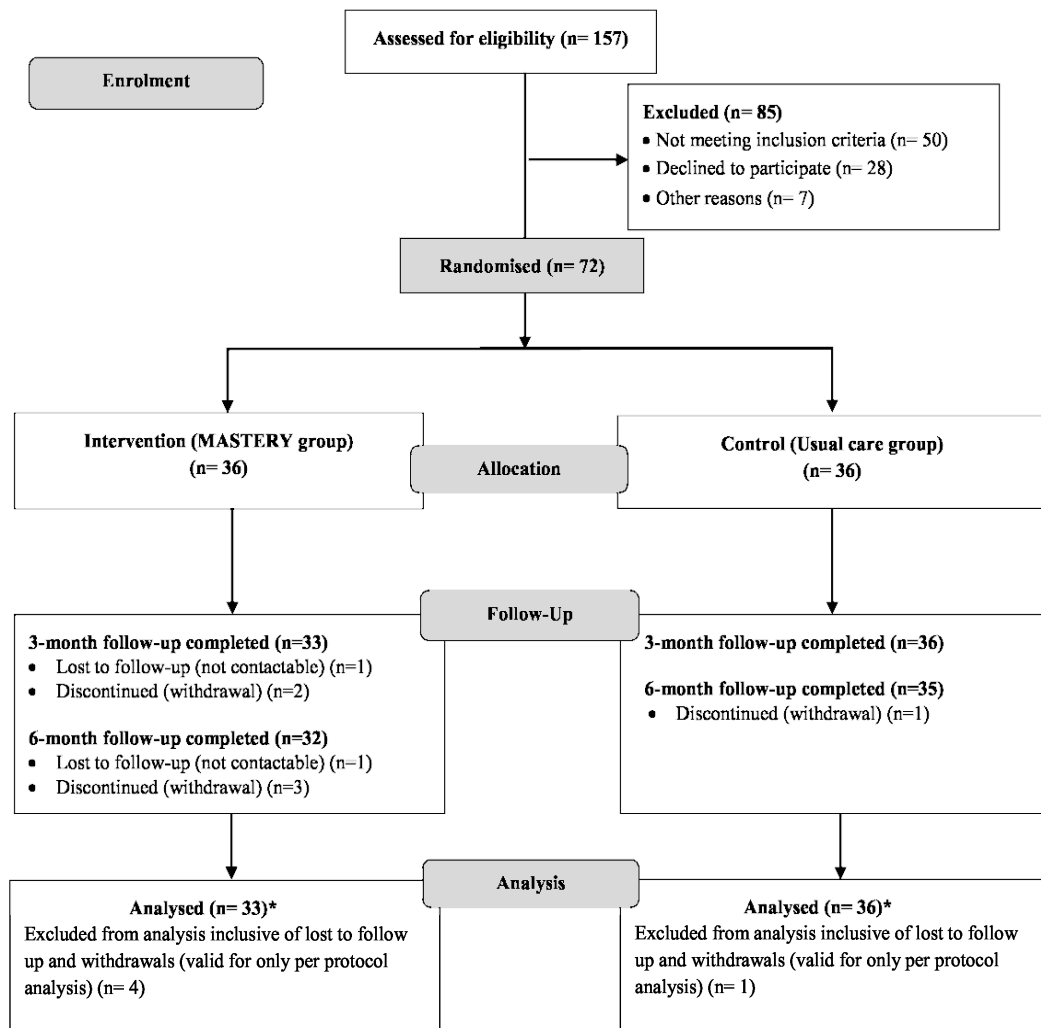 Assessed for eligibility (n= 157)
Enrolment
Excluded (n= 85)
• Not meeting inclusion criteria (n= 50)
• Declined to participate (n= 28)
• Other reasons (n= 7)
Randomised (n= 72)
Intervention (MASTERY group)
(n= 36)
Allocation
Control (Usual care group)
(n= 36)
Follow-Up
3-month follow-up completed (n=33)
• Lost to follow-up (not contactable) (n=1)
• Discontinued (withdrawal) (n=2)
6-month follow-up completed (n=32)
• Lost to follow-up (not contactable) (n=1)
• Discontinued (withdrawal) (n=3)
3-month follow-up completed (n=36)
6-month follow-up completed (n=35)
• Discontinued (withdrawal) (n=1)
Analysis
Analysed (n= 33)*
Excluded from analysis inclusive of lost to follow
up and withdrawals (valid for only per protocol
analysis) (n= 4)
Analysed (n= 36)*
Excluded from analysis inclusive of lost to follow
up and withdrawals (valid for only per protocol
analysis) (n= 1)